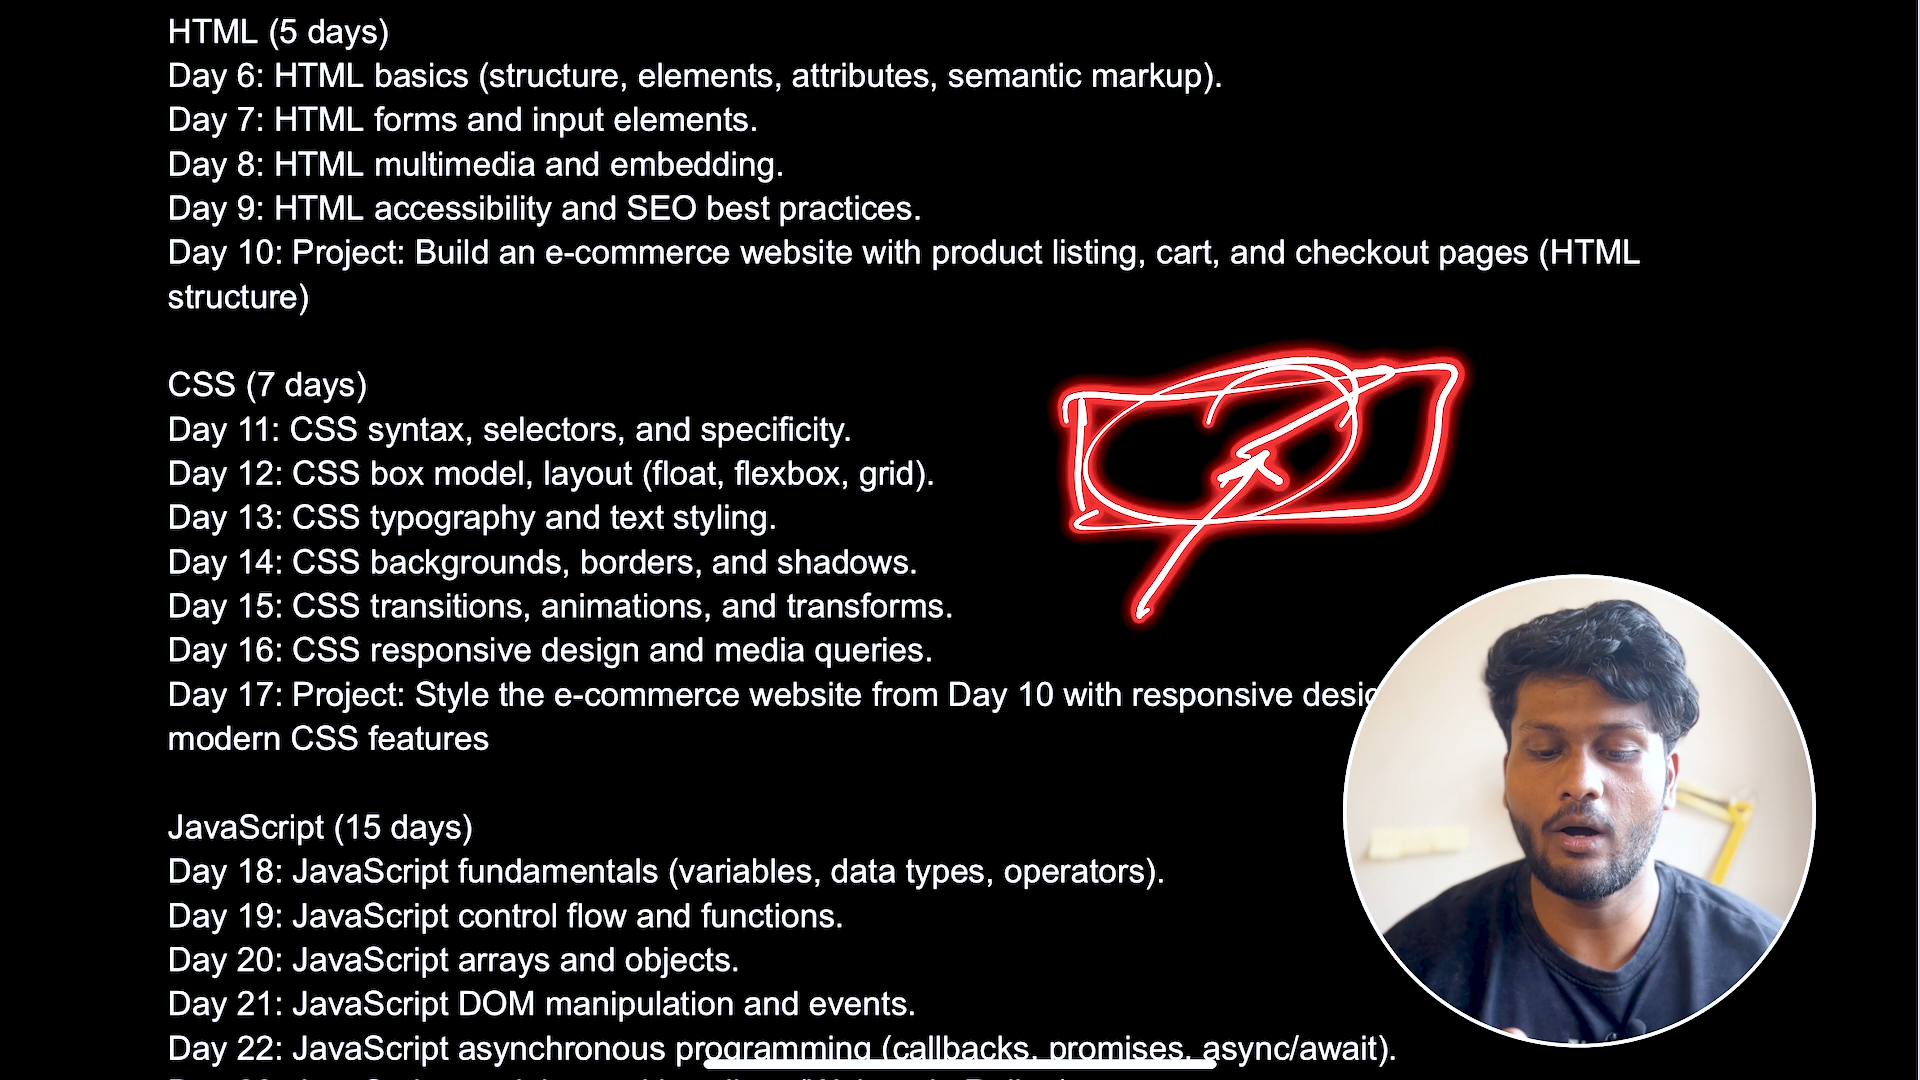 HTML (5 days)
Day 6: HTML basics (structure, elements, attributes, semantic markup).
Day 7: HTML forms and input elements.
Day 8: HTML multimedia and embedding.
Day 9: HTML accessibility and SEO best practices.
Day 10: Project: Build an e-commerce website with product listing, cart, and checkout pages (HTML
structure)
CSS (7 days)
Day 11: CSS syntax, selectors, and specificity.
Day 12: CSS box model, layout (float, flexbox, grid).
Day 13: CSS typography and text styling.
Day 14: CSS backgrounds, borders, and shadows.
Day 15: CSS transitions, animations, and transforms.
Day 16: CSS responsive design and media queries.
Day 17: Project: Style the e-commerce website from Day 10 with responsive
modern CSS features
JavaScript (15 days)
Day 18: JavaScript fundamentals (variables, data types, operators).
Day 19: JavaScript control flow and functions.
Day 20: JavaScript arrays and objects.
Day 21: JavaScript DOM manipulation and events.
Day 22: JavaScript asynchronous programming (callbacks, promises, async/await).